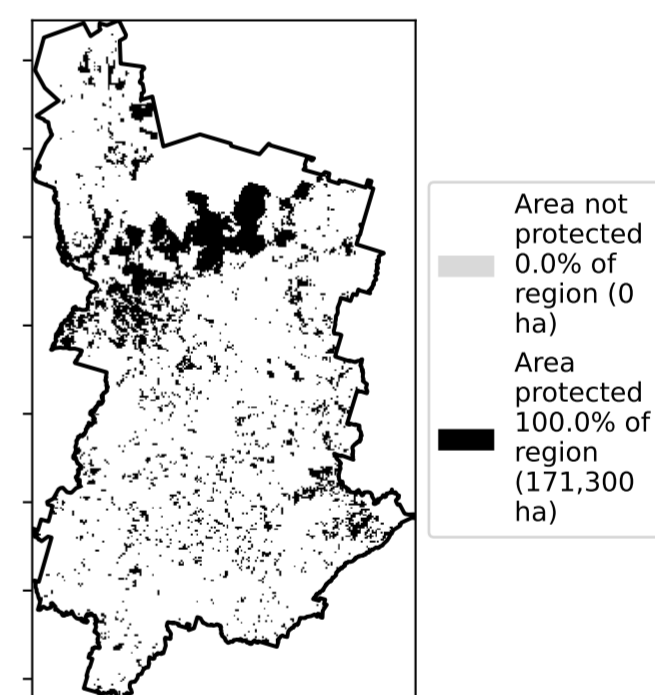 Area not
protected
0.0% of
region (0
ha)
Area
protected
100.0% of
region
(171,300
ha)